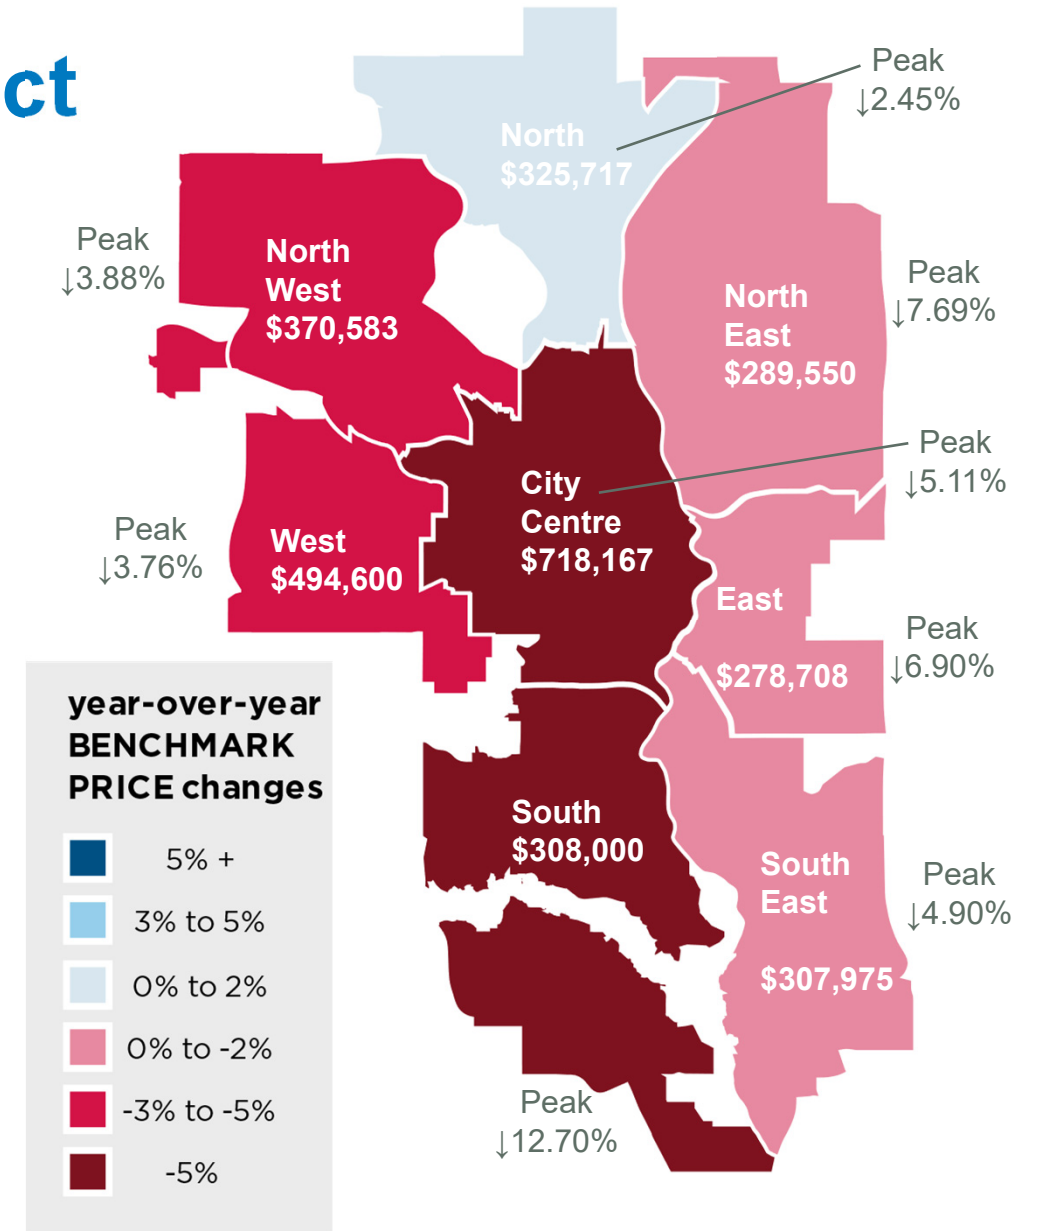 ct
Peak
↓2.45%
North
$325,717
Peak
↓3.88%
North
West
$370,583
Peak
↓7.69%
North
East
$289,550
Peak
↓5.11%
City
Centre
$718,167
Peak
↓3.76%
West
$494,600
East
$278,708
Peak
↓6.90%
year-over-year
BENCHMARK
PRICE changes
5% +
3% to 5%
0% to 2%
0% to -2%
-3% to -5%
-5%
South
$308,000
South
East
$307,975
Peak
↓4.90%
Peak
↓12.70%